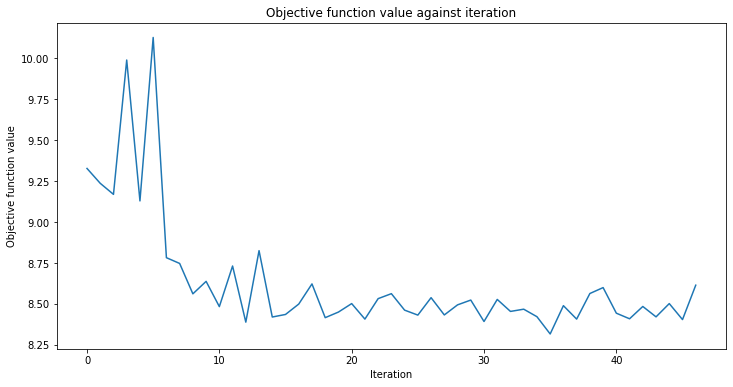 Objective function value against iteration
10.00
9.75
9.50
9.25
9.00
8.75
8.50
8.25
Objective function value
0 10 20 30 40
Iteration